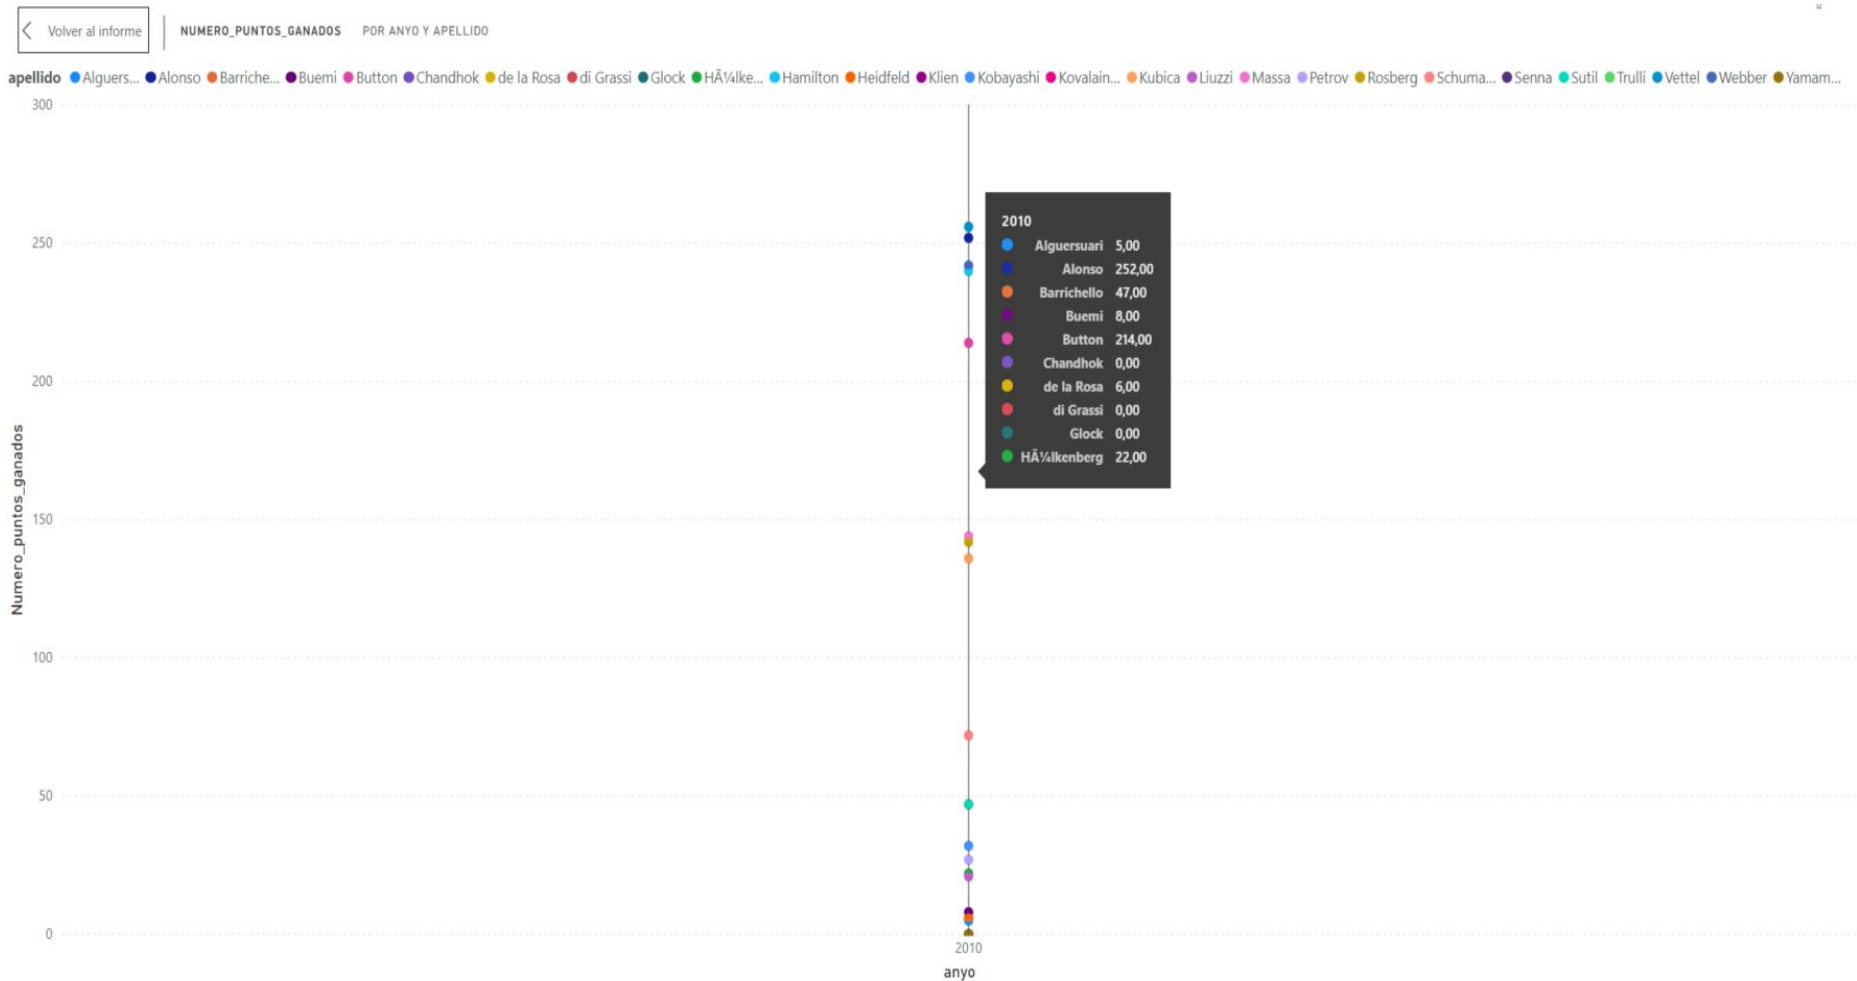 Volver al informe NUMERO_PUNTOS_GANADOS POR ANYO Y APELLIDO
apellido Alguers... Alonso Barriche... Buemi Button Chandhok de la Rosa di Grassi Glock HÃ¼lke... Hamilton Heidfeld Klien Kobayashi Kovalain... Kubica Liuzzi Massa Petrov Rosberg Schuma... Senna Sutil Trulli Vettel Webber Yamam...
300
250
200
150
100
50
0
Numero_puntos_ganados
2010
Alguersuari 5,00
Alonso 252,00
Barrichello 47,00
Buemi 8,00
Button 214,00
Chandhok 0,00
de la Rosa 6,00
di Grassi 0,00
Glock 0,00
HÃ¼lkenberg 22,00
2010
anyo